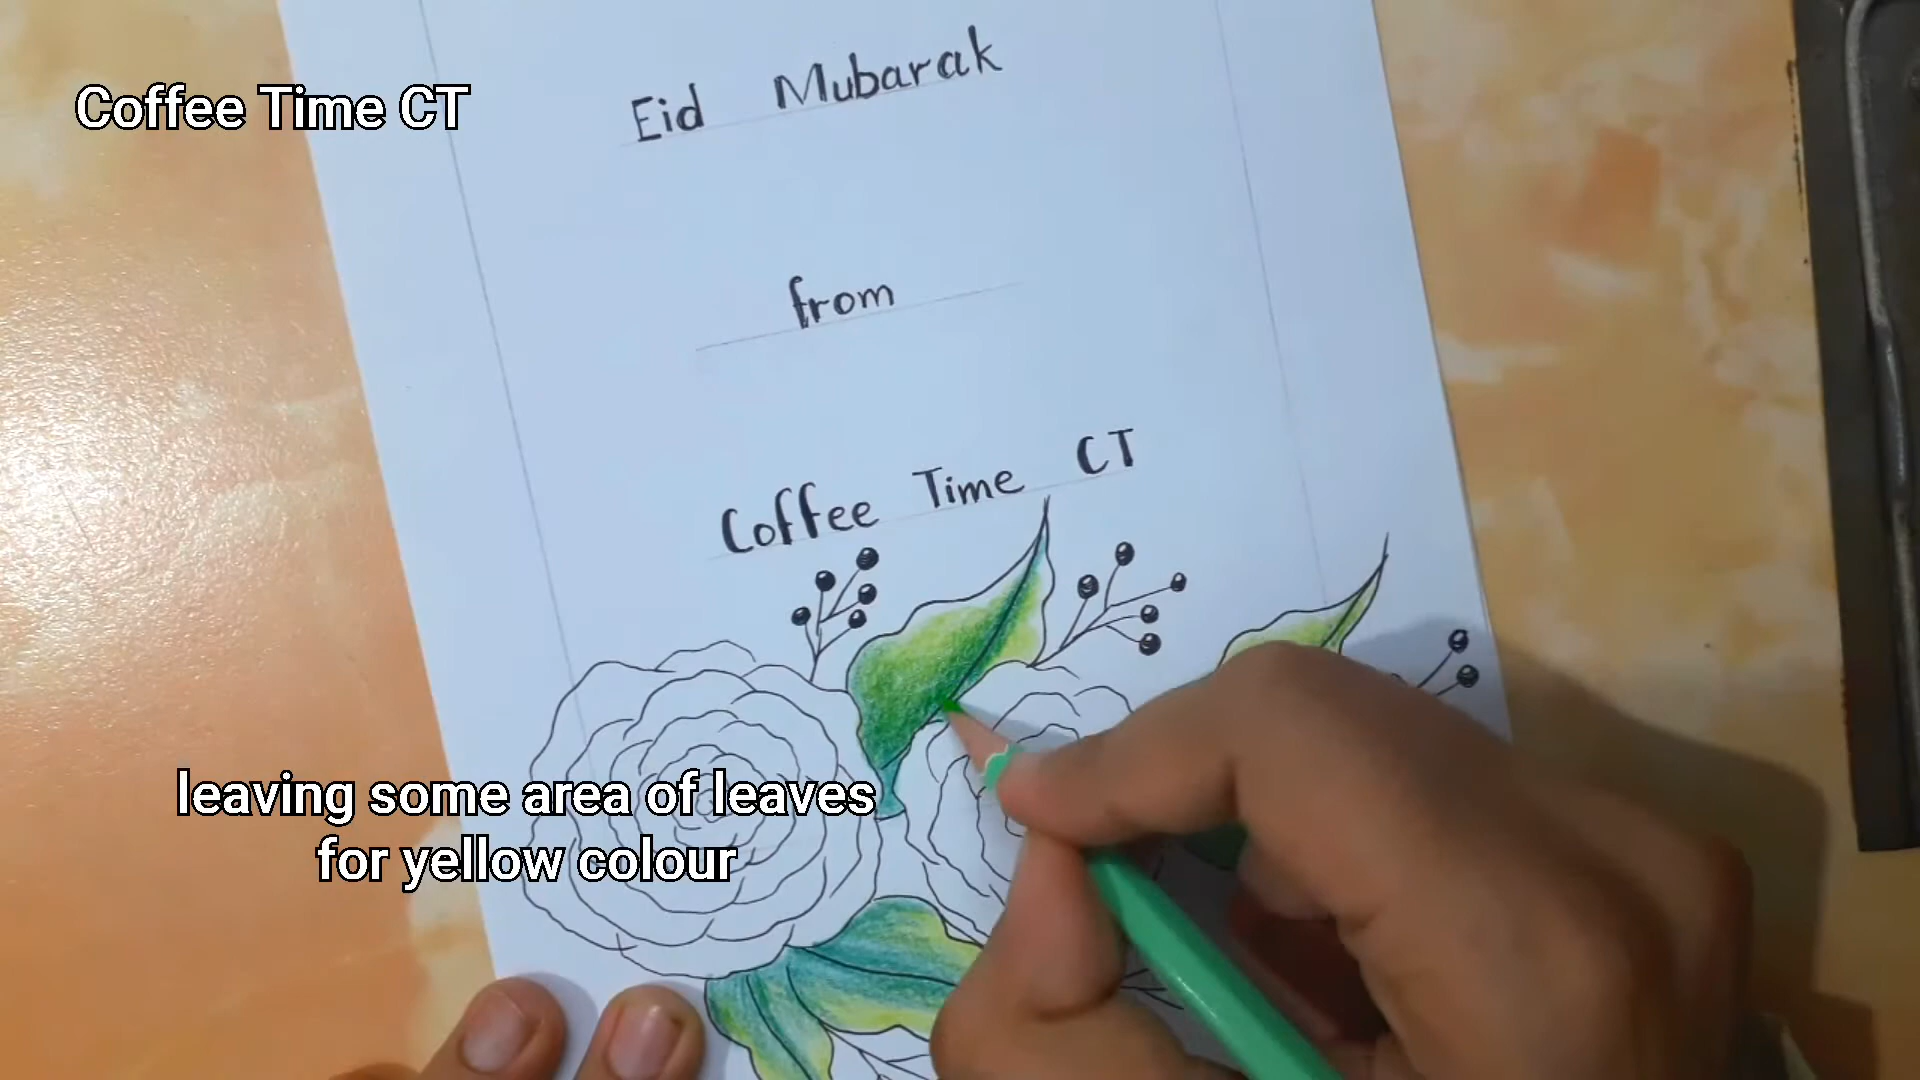 Coffee Time CT
Eid Mubarak
from
Coffee Time CT
leaving some area of leaves
for yellow colour